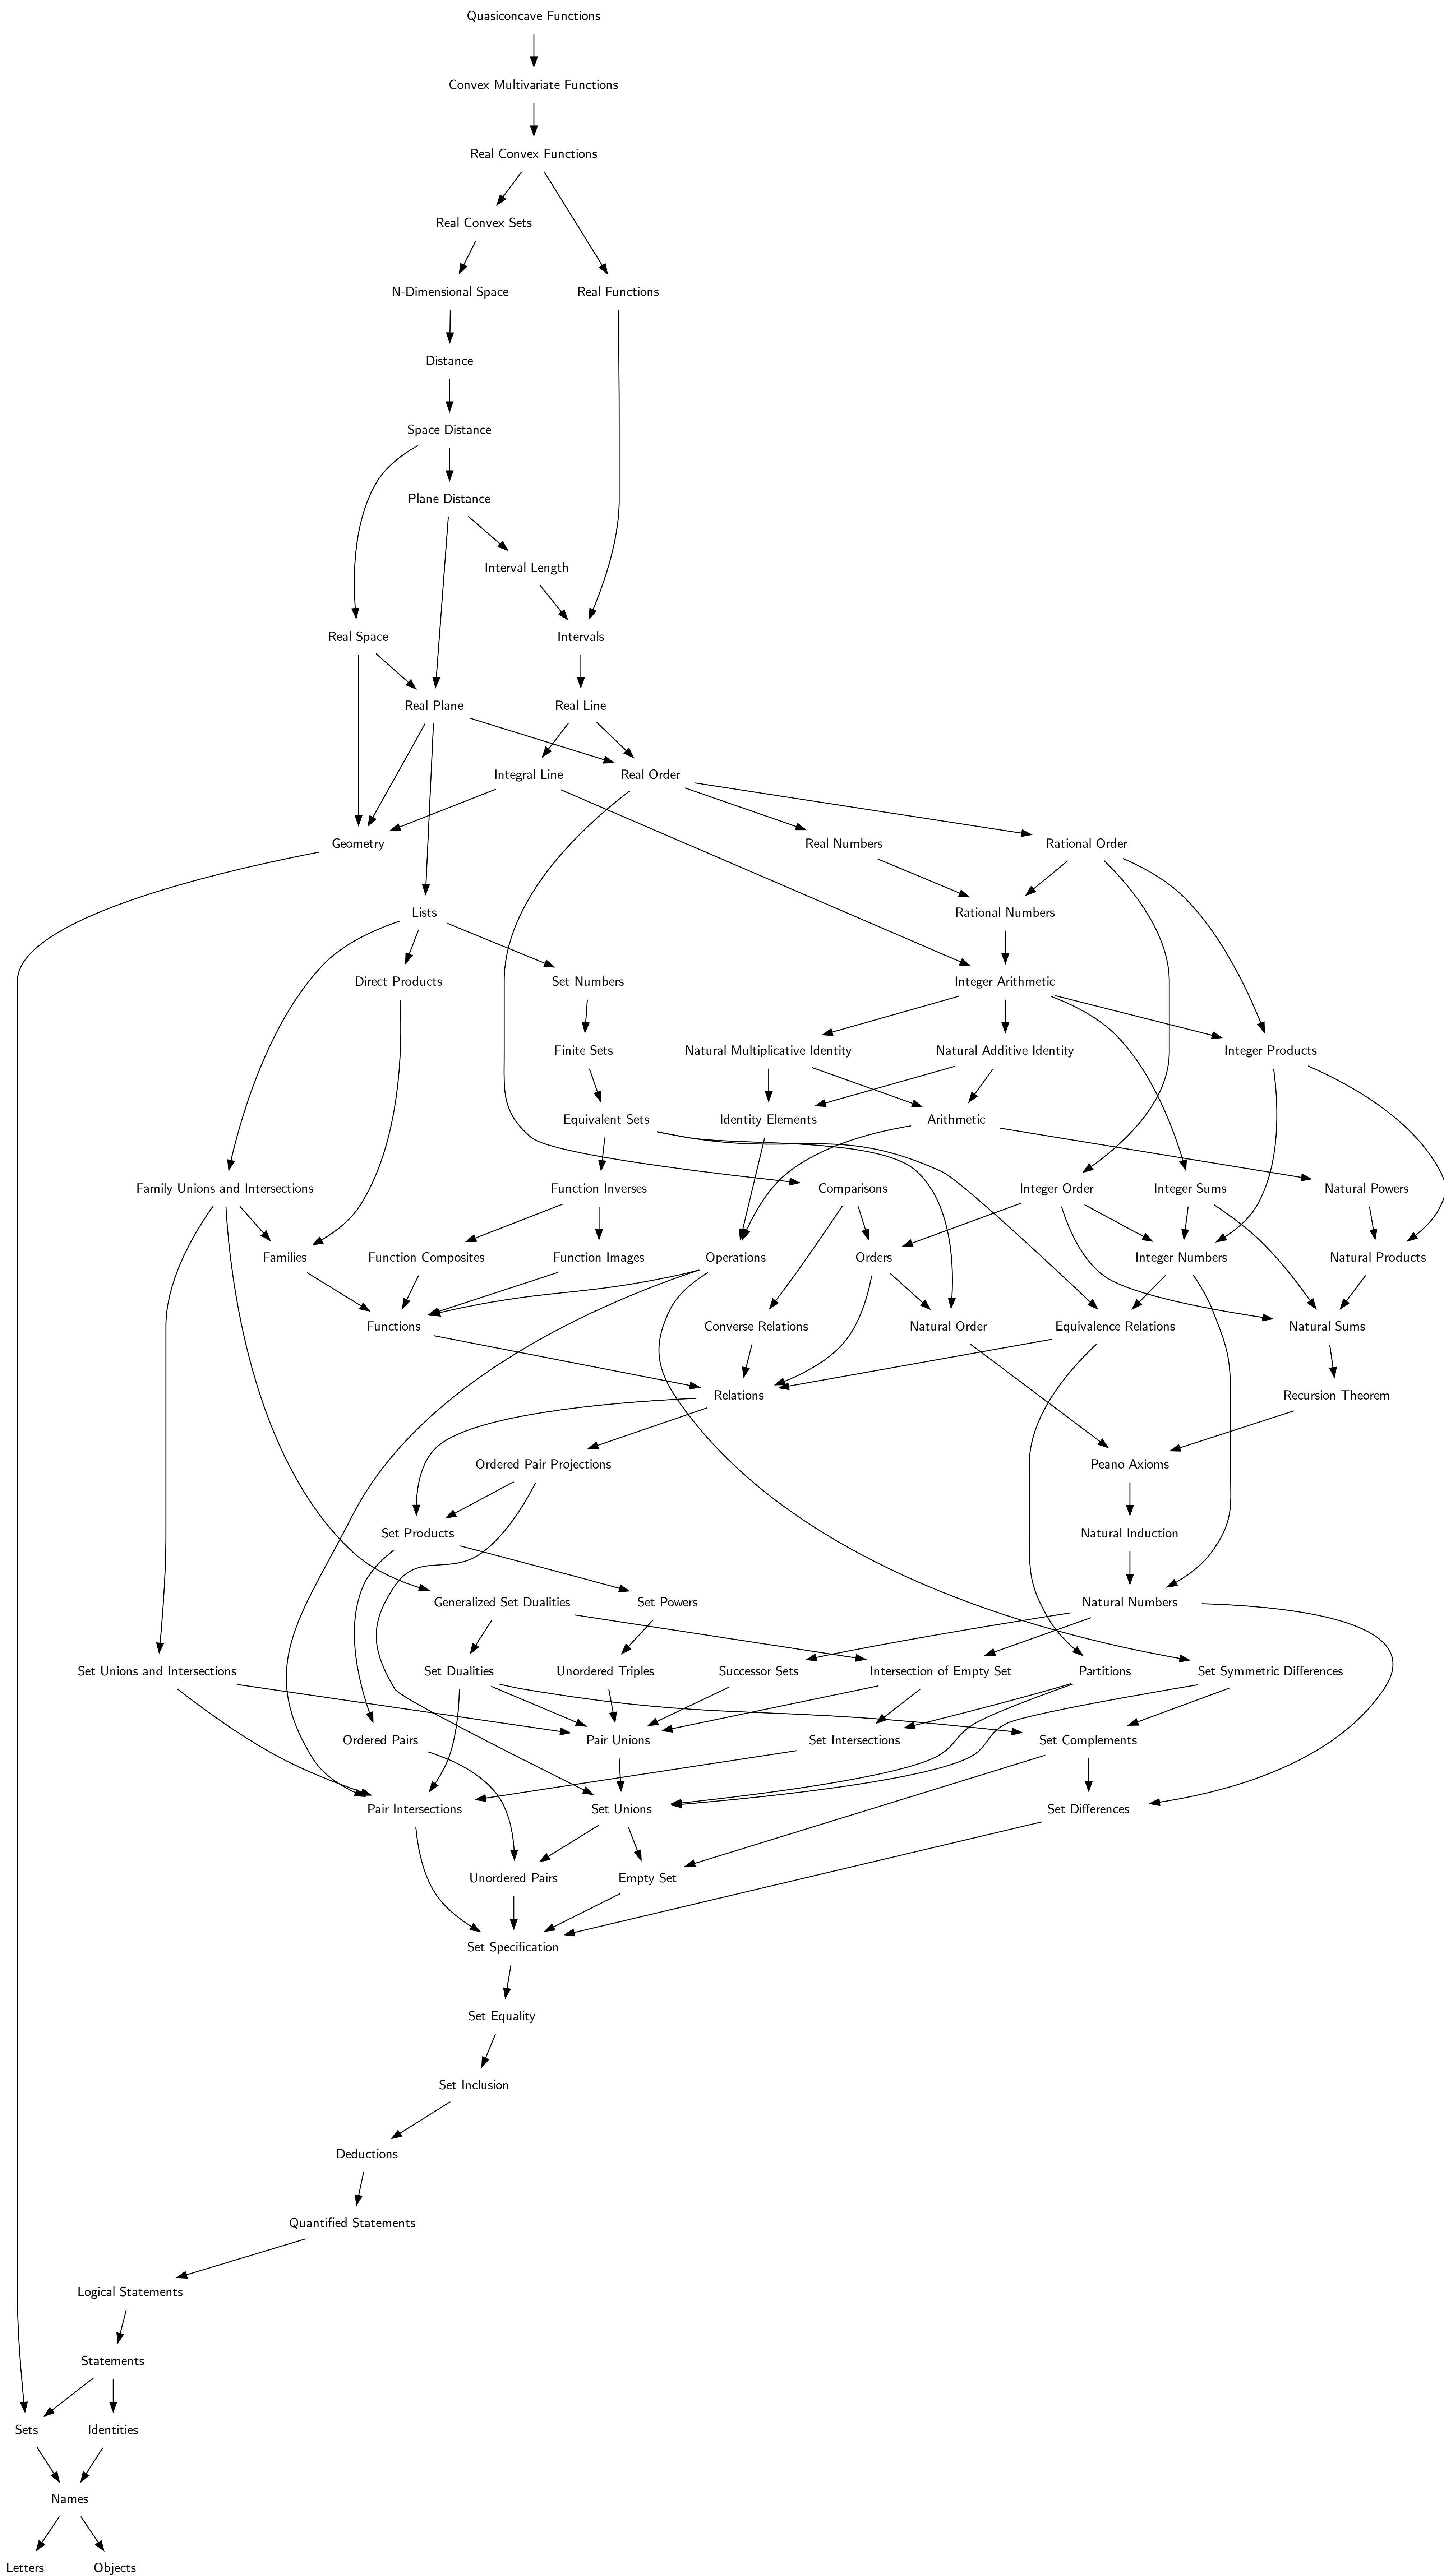 Quasiconcave Functions
Convex Multivariate Functions
Real Convex Functions
Real Convex Sets
N-Dimensional Space
Real Functions
Distance
Space Distance
Plane Distance
Interval Length
Real Space
Intervals
Real Plane
Real Line
Integral Line
Real Order
Geometry
Real Numbers
Rational Order
Lists
Rational Numbers
Direct Products
Set Numbers
Integer Arithmetic
Finite Sets
Natural Multiplicative Identity
Natural Additive Identity
Integer Products
Equivalent Sets
Identity Elements
Arithmetic
Family Unions and Intersections
Function Inverses
Comparisons
Integer Order
Integer Sums
Natural Powers
Families
Function Composites
Function Images
Operations
Orders
Integer Numbers
Natural Products
Functions
Converse Relations
Natural Order
Equivalence Relations
Natural Sums
Relations
Recursion Theorem
Ordered Pair Projections
Peano Axioms
Set Products
Natural Induction
Generalized Set Dualities
Set Powers
Natural Numbers
Set Unions and Intersections
Set Dualities
Unordered Triples
Successor Sets
Intersection of Empty Set
Partitions
Set Symmetric Differences
Ordered Pairs
Pair Unions
Set Intersections
Set Complements
Pair Intersections
Set Unions
Set Differences
Unordered Pairs
Empty Set
Set Specification
Set Equality
Set Inclusion
Deductions
Quantified Statements
Logical Statements
Statements
Sets
Identities
Names
Letters
Objects